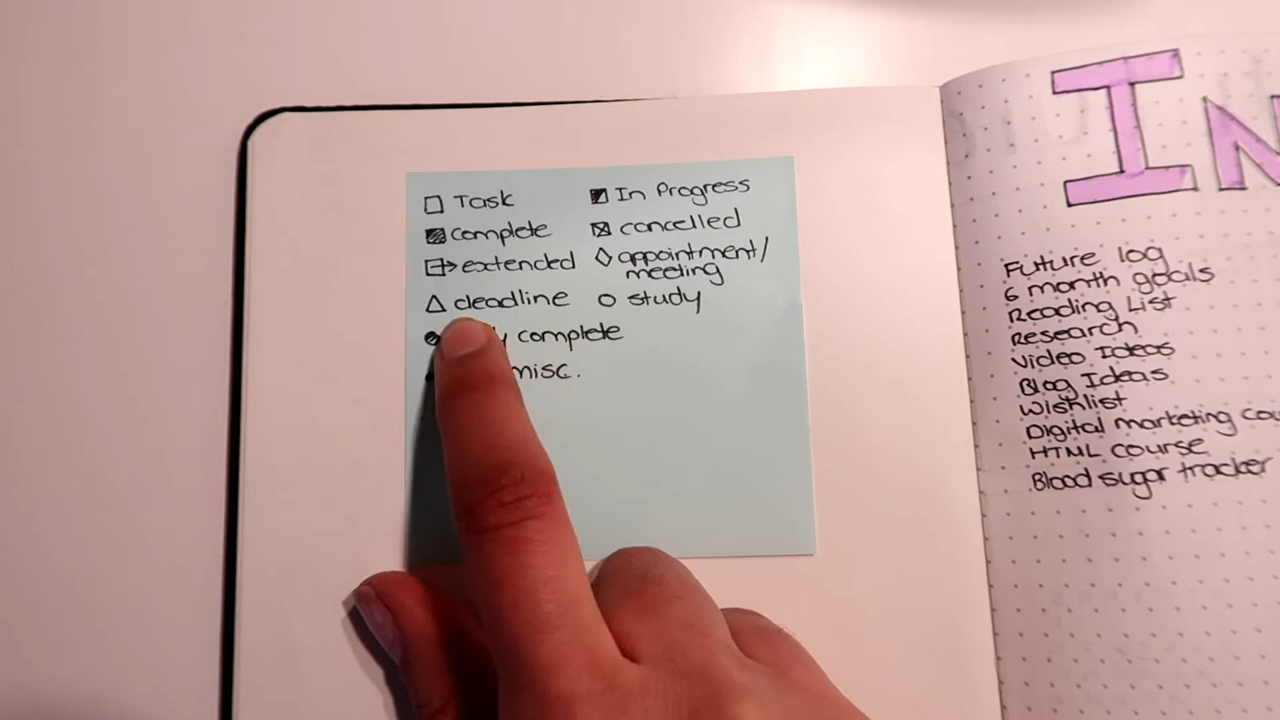 Task
In Progress
Complete
cancelled
extended
appointment/
meeting
deadline
study
complete
misc.
IN
Future log
6 month goals
Reading List
Research
Video Ideas
Blog Ideas
Wishlist
Digital marketing
HTML course
Blood sugar tracker